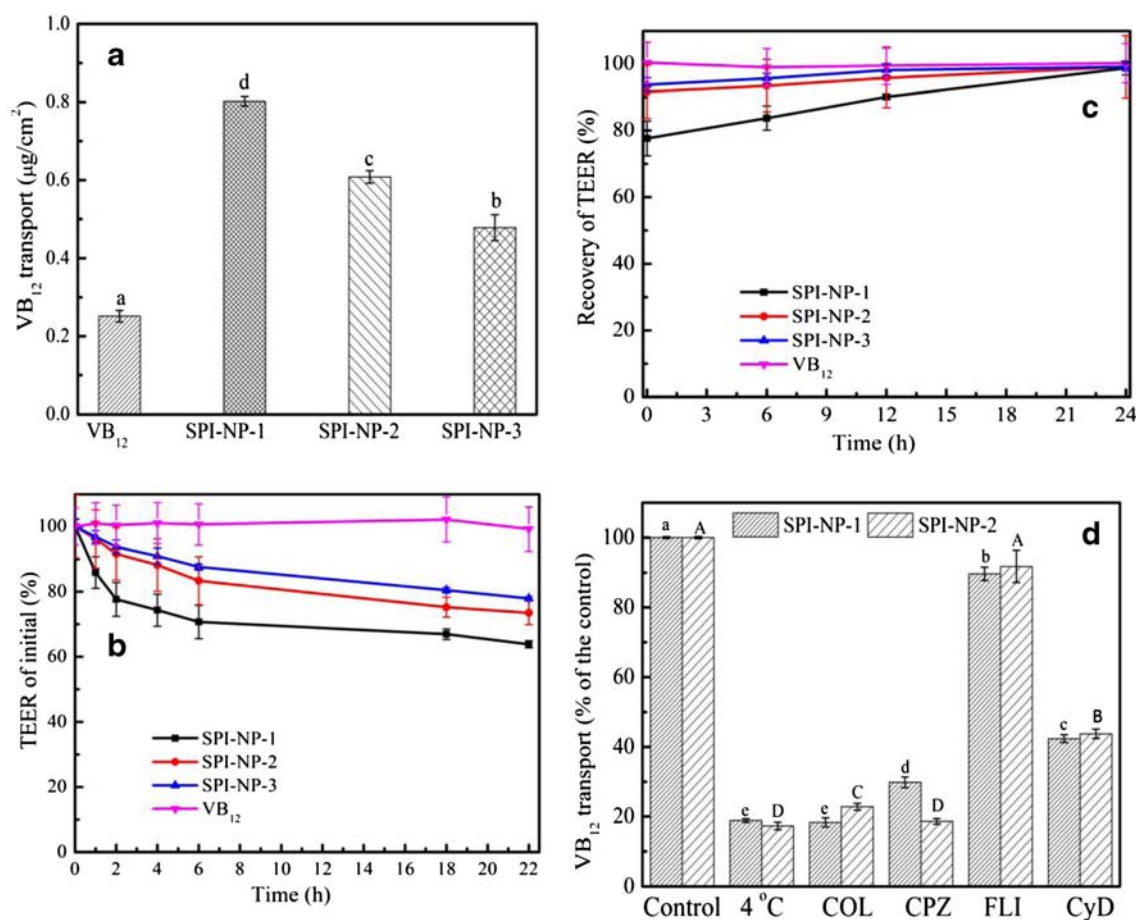 a
VB12 transport (μg/cm2)
1.0
0.8
0.6
0.4
0.2
0.0
a
d
c
b
VB12
SPI-NP-1
SPI-NP-2
SPI-NP-3
c
Recovery of TEER (%)
100
80
60
40
20
0
SPI-NP-1
SPI-NP-2
SPI-NP-3
VB12
0
3
6
9
12
15
18
21
24
Time (h)
b
TEER of initial (%)
100
80
60
40
20
0
SPI-NP-1
SPI-NP-2
SPI-NP-3
VB12
0
2
4
6
8
10
12
14
16
18
20
22
Time (h)
d
VB12 transport (% of the control)
100
80
60
40
20
0
SPI-NP-1
SPI-NP-2
a
A
e
D
e
C
d
D
b
A
c
B
Control
4 °C
COL
CPZ
FLI
CyD